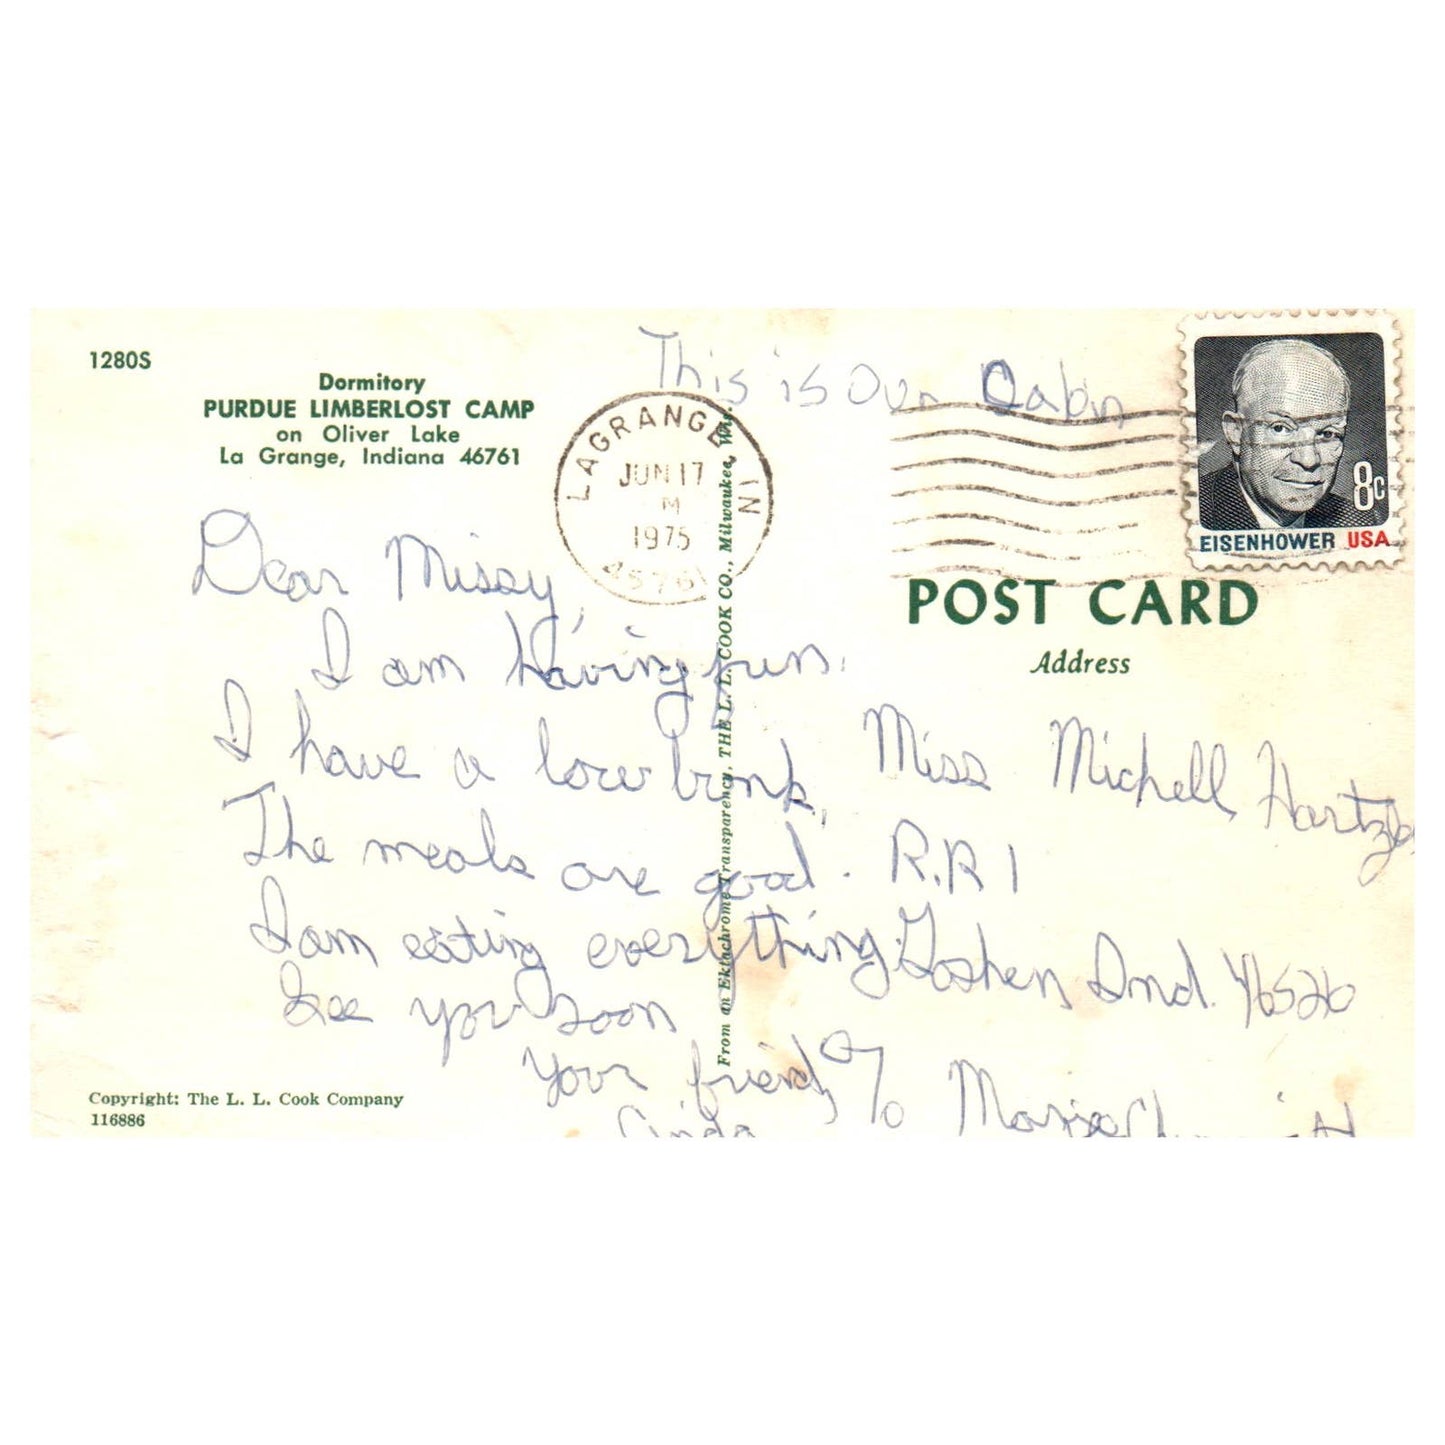 1280S
Dormitory
PURDUE LIMBERLOST CAMP
on Oliver Lake
La Grange, Indiana 46761
This is Our Cabin
LAGRANGE IN
JUN 17
M
1975
8c
EISENHOWER USA
Dear Missy,
I am having fun.
I have a low bunk.
The meals are good.
I am eating everything.
See you soon
Your friend,
Cinda
From an Ektachrome Transparency, THE L. L. COOK CO., Milwaukee, Wis.
POST CARD
Address
Miss Michell
R.R 1
Goshen Ind. 46526
c/o
Copyright: The L. L. Cook Company
116886